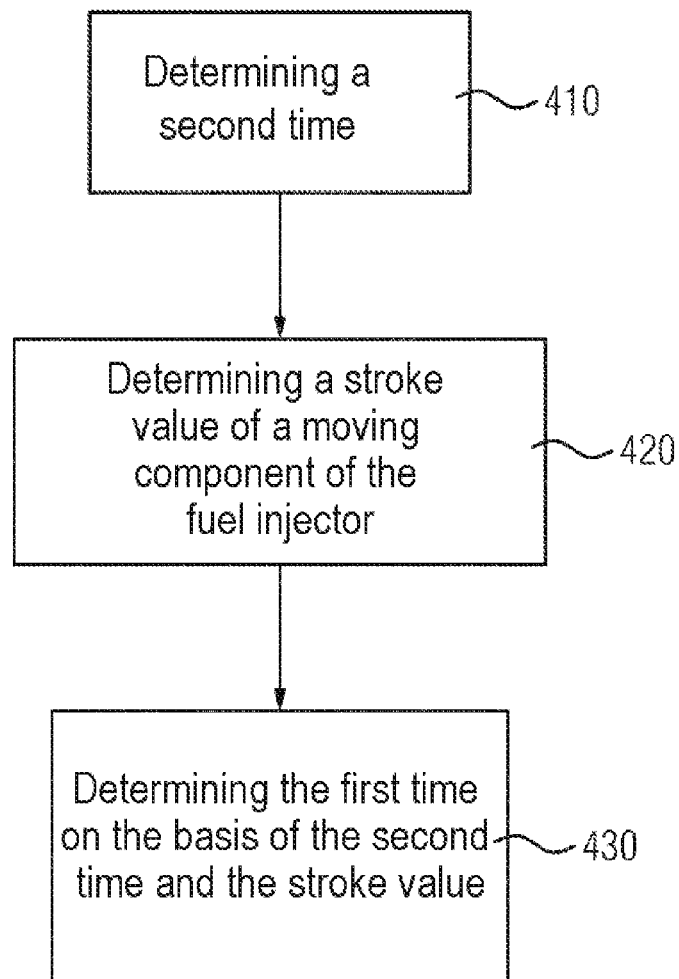 Determining a
second time
410
Determining a stroke
value of a moving
component of the
fuel injector
420
Determining the first time
on the basis of the second
time and the stroke value
430